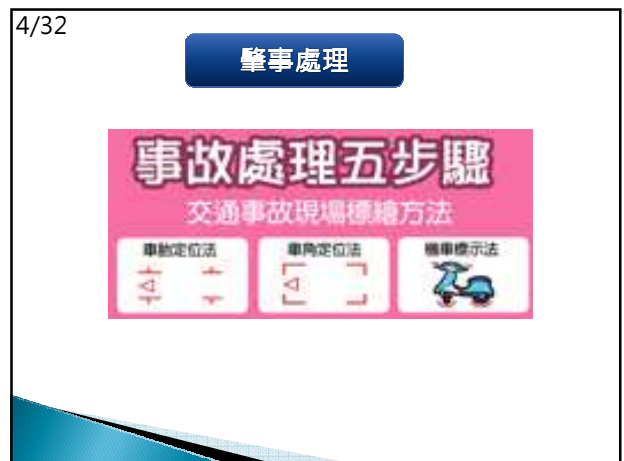 4/32
肇事處理
事故處理五步驟
交通事故現場標繪方法
車胎定位法 車角定位法 機車標示法